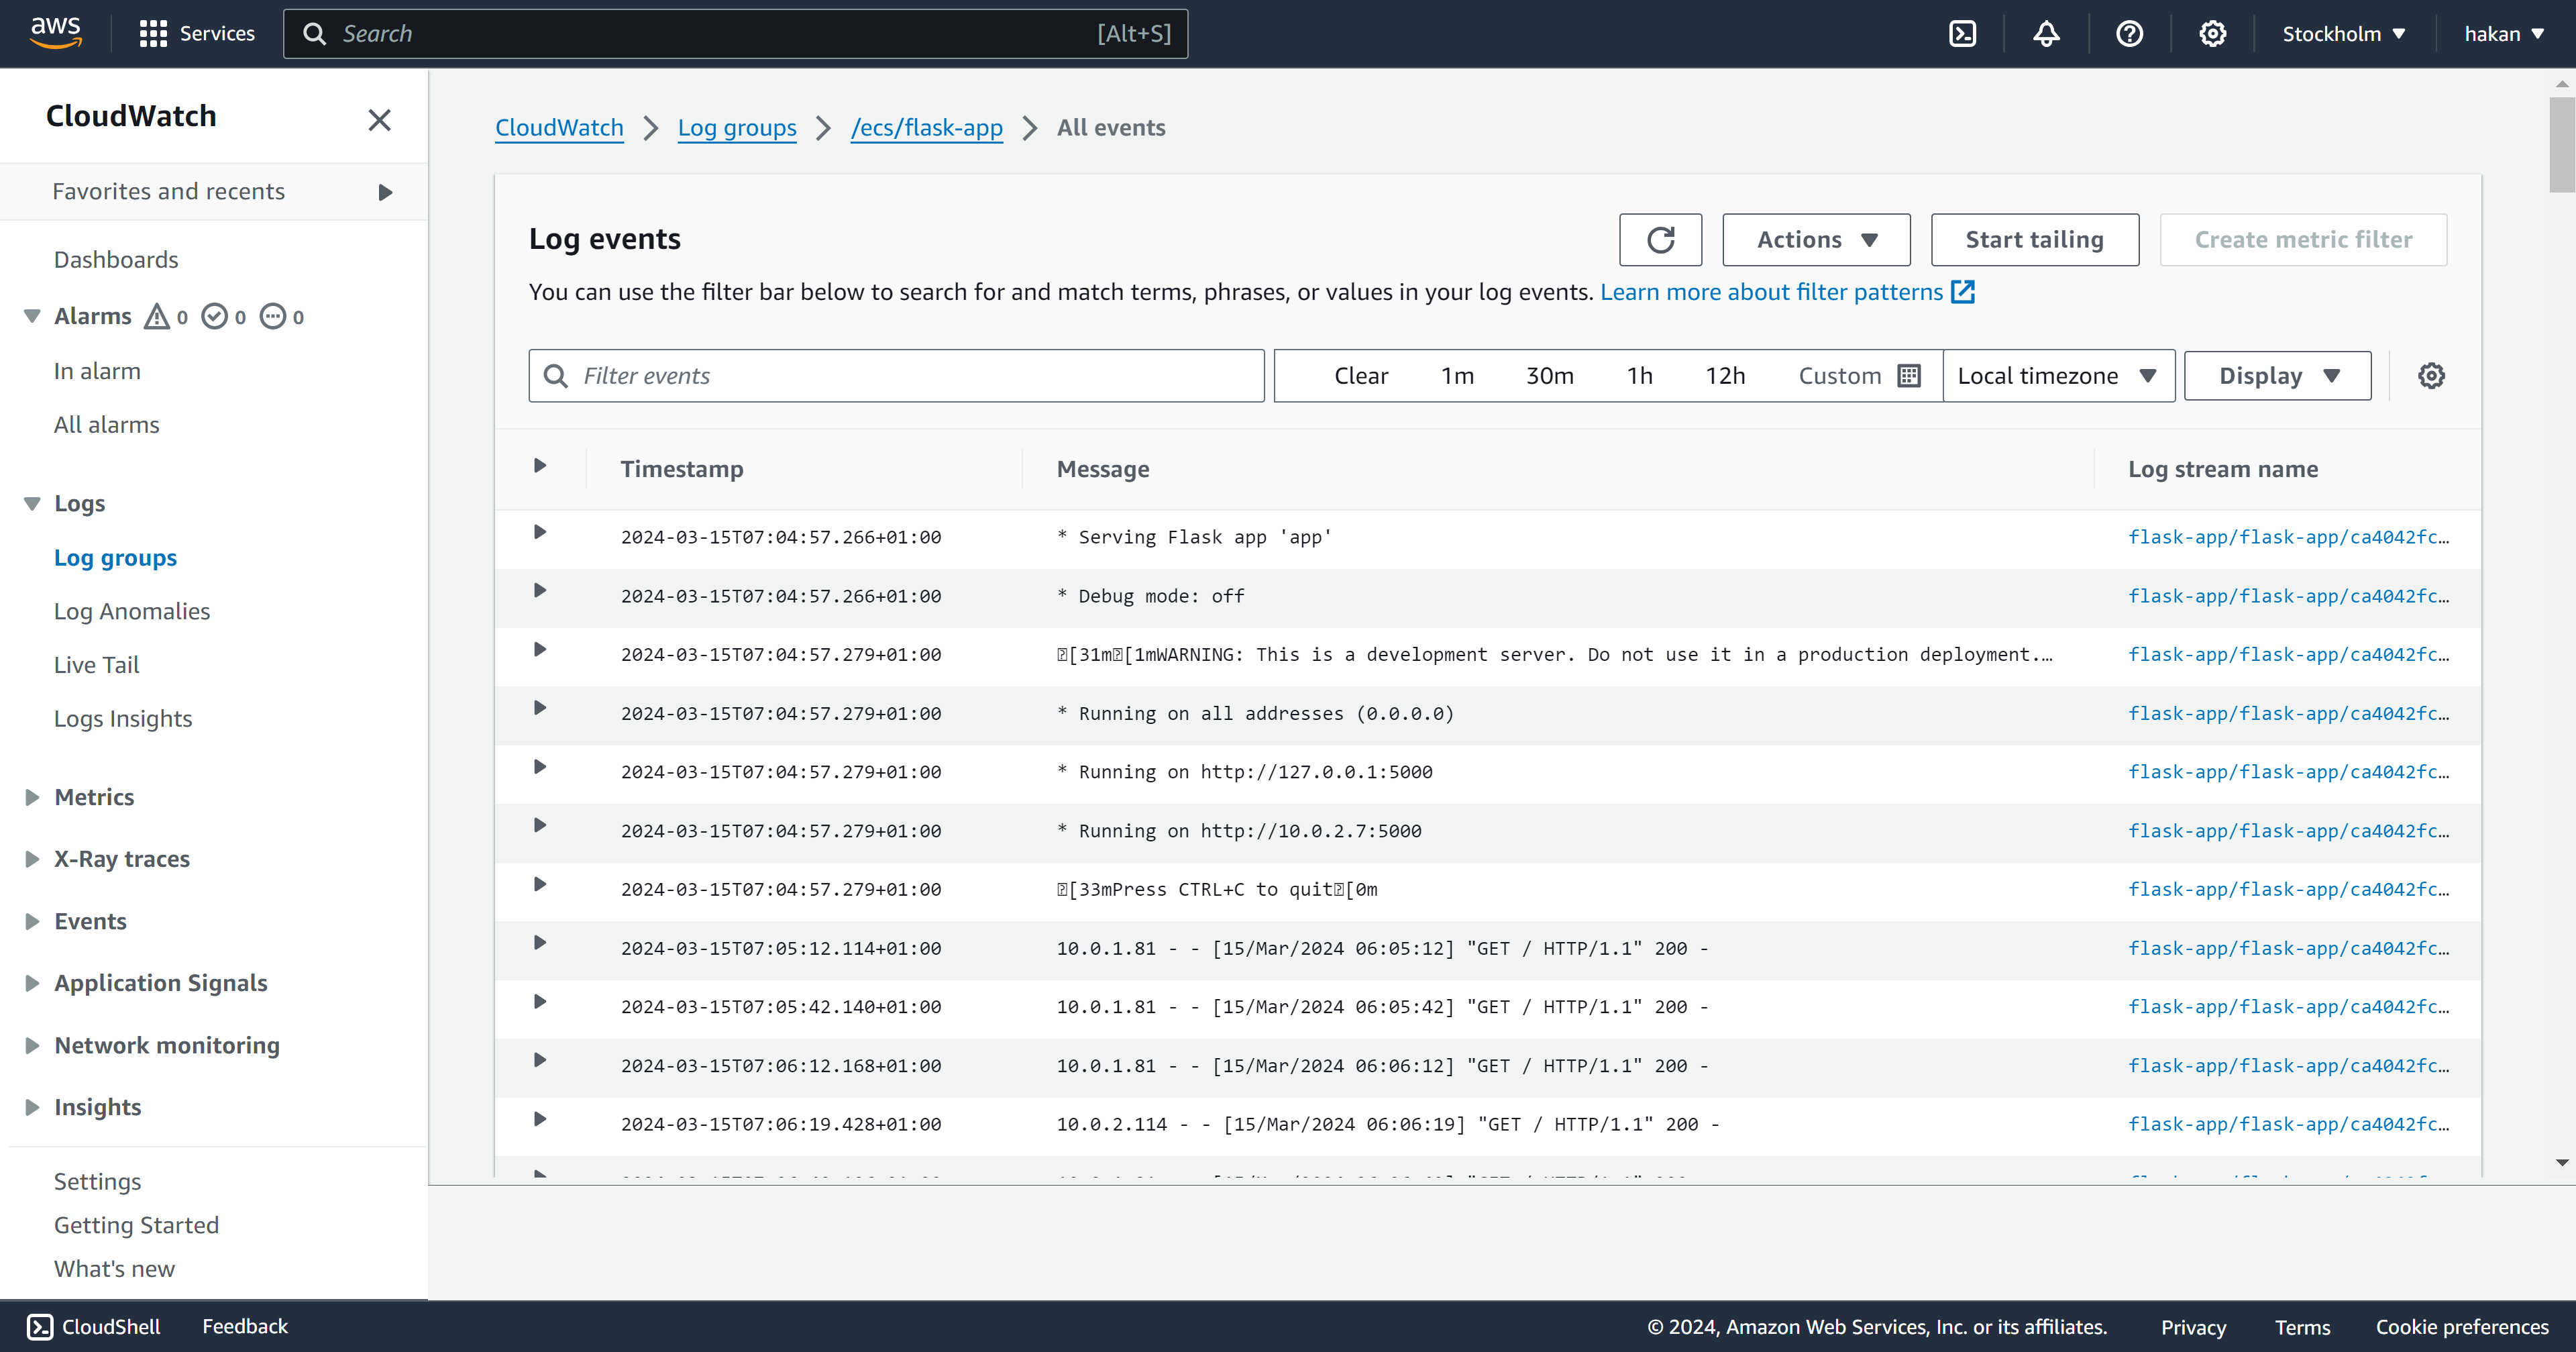 aws Services Search [Alt+S] Stockholm hakan
CloudWatch
Favorites and recents
Dashboards
Alarms 0 0 0
In alarm
All alarms
Logs
Log groups
Log Anomalies
Live Tail
Logs Insights
Metrics
X-Ray traces
Events
Application Signals
Network monitoring
Insights
Settings
Getting Started
What's new
CloudWatch Log groups /ecs/flask-app All events
Log events
Actions Start tailing Create metric filter
You can use the filter bar below to search for and match terms, phrases, or values in your log events. Learn more about filter patterns
Filter events Clear 1m 30m 1h 12h Custom Local timezone Display
Timestamp Message Log stream name
2024-03-15T07:04:57.266+01:00 * Serving Flask app 'app' flask-app/flask-app/ca4042fc…
2024-03-15T07:04:57.266+01:00 * Debug mode: off flask-app/flask-app/ca4042fc…
2024-03-15T07:04:57.279+01:00 [31m[1mWARNING: This is a development server. Do not use it in a production deployment.… flask-app/flask-app/ca4042fc…
2024-03-15T07:04:57.279+01:00 * Running on all addresses (0.0.0.0) flask-app/flask-app/ca4042fc…
2024-03-15T07:04:57.279+01:00 * Running on http://127.0.0.1:5000 flask-app/flask-app/ca4042fc…
2024-03-15T07:04:57.279+01:00 * Running on http://10.0.2.7:5000 flask-app/flask-app/ca4042fc…
2024-03-15T07:04:57.279+01:00 [33mPress CTRL+C to quit[0m flask-app/flask-app/ca4042fc…
2024-03-15T07:05:12.114+01:00 10.0.1.81 - - [15/Mar/2024 06:05:12] "GET / HTTP/1.1" 200 - flask-app/flask-app/ca4042fc…
2024-03-15T07:05:42.140+01:00 10.0.1.81 - - [15/Mar/2024 06:05:42] "GET / HTTP/1.1" 200 - flask-app/flask-app/ca4042fc…
2024-03-15T07:06:12.168+01:00 10.0.1.81 - - [15/Mar/2024 06:06:12] "GET / HTTP/1.1" 200 - flask-app/flask-app/ca4042fc…
2024-03-15T07:06:19.428+01:00 10.0.2.114 - - [15/Mar/2024 06:06:19] "GET / HTTP/1.1" 200 - flask-app/flask-app/ca4042fc…
CloudShell Feedback © 2024, Amazon Web Services, Inc. or its affiliates. Privacy Terms Cookie preferences